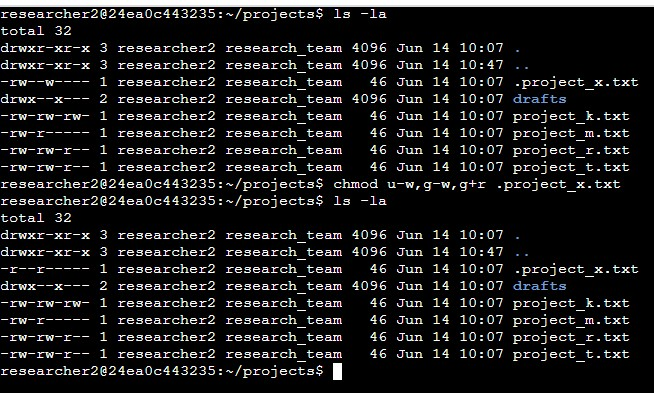 researcher2@24ea0c443235:~/projects$ ls -la
total 32
drwxr-xr-x 3 researcher2 research_team 4096 Jun 14 10:07 .
drwxr-xr-x 3 researcher2 research_team 4096 Jun 14 10:47 ..
-rw--w---- 1 researcher2 research_team   46 Jun 14 10:07 .project_x.txt
drwx--x--- 2 researcher2 research_team 4096 Jun 14 10:07 drafts
-rw-rw-rw- 1 researcher2 research_team   46 Jun 14 10:07 project_k.txt
-rw-r----- 1 researcher2 research_team   46 Jun 14 10:07 project_m.txt
-rw-rw-r-- 1 researcher2 research_team   46 Jun 14 10:07 project_r.txt
-rw-rw-r-- 1 researcher2 research_team   46 Jun 14 10:07 project_t.txt
researcher2@24ea0c443235:~/projects$ chmod u-w,g-w,g+r .project_x.txt
researcher2@24ea0c443235:~/projects$ ls -la
total 32
drwxr-xr-x 3 researcher2 research_team 4096 Jun 14 10:07 .
drwxr-xr-x 3 researcher2 research_team 4096 Jun 14 10:47 ..
-r--r----- 1 researcher2 research_team   46 Jun 14 10:07 .project_x.txt
drwx--x--- 2 researcher2 research_team 4096 Jun 14 10:07 drafts
-rw-rw-rw- 1 researcher2 research_team   46 Jun 14 10:07 project_k.txt
-rw-r----- 1 researcher2 research_team   46 Jun 14 10:07 project_m.txt
-rw-rw-r-- 1 researcher2 research_team   46 Jun 14 10:07 project_r.txt
-rw-rw-r-- 1 researcher2 research_team   46 Jun 14 10:07 project_t.txt
researcher2@24ea0c443235:~/projects$